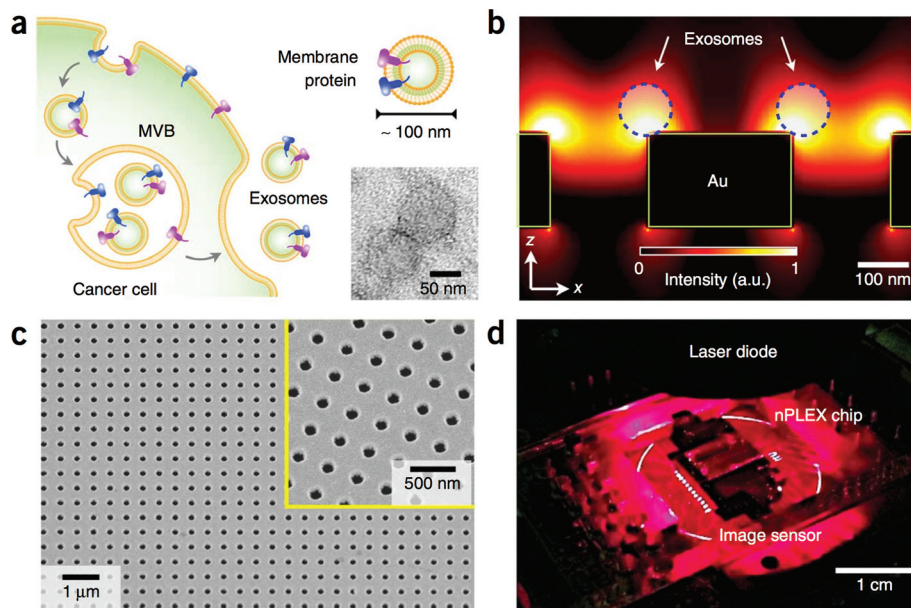 a
Membrane
protein
~ 100 nm
MVB
Exosomes
Cancer cell
50 nm
b
Exosomes
Au
z
x
0
1
Intensity (a.u.)
100 nm
c
500 nm
1 μm
d
Laser diode
nPLEX chip
Image sensor
1 cm